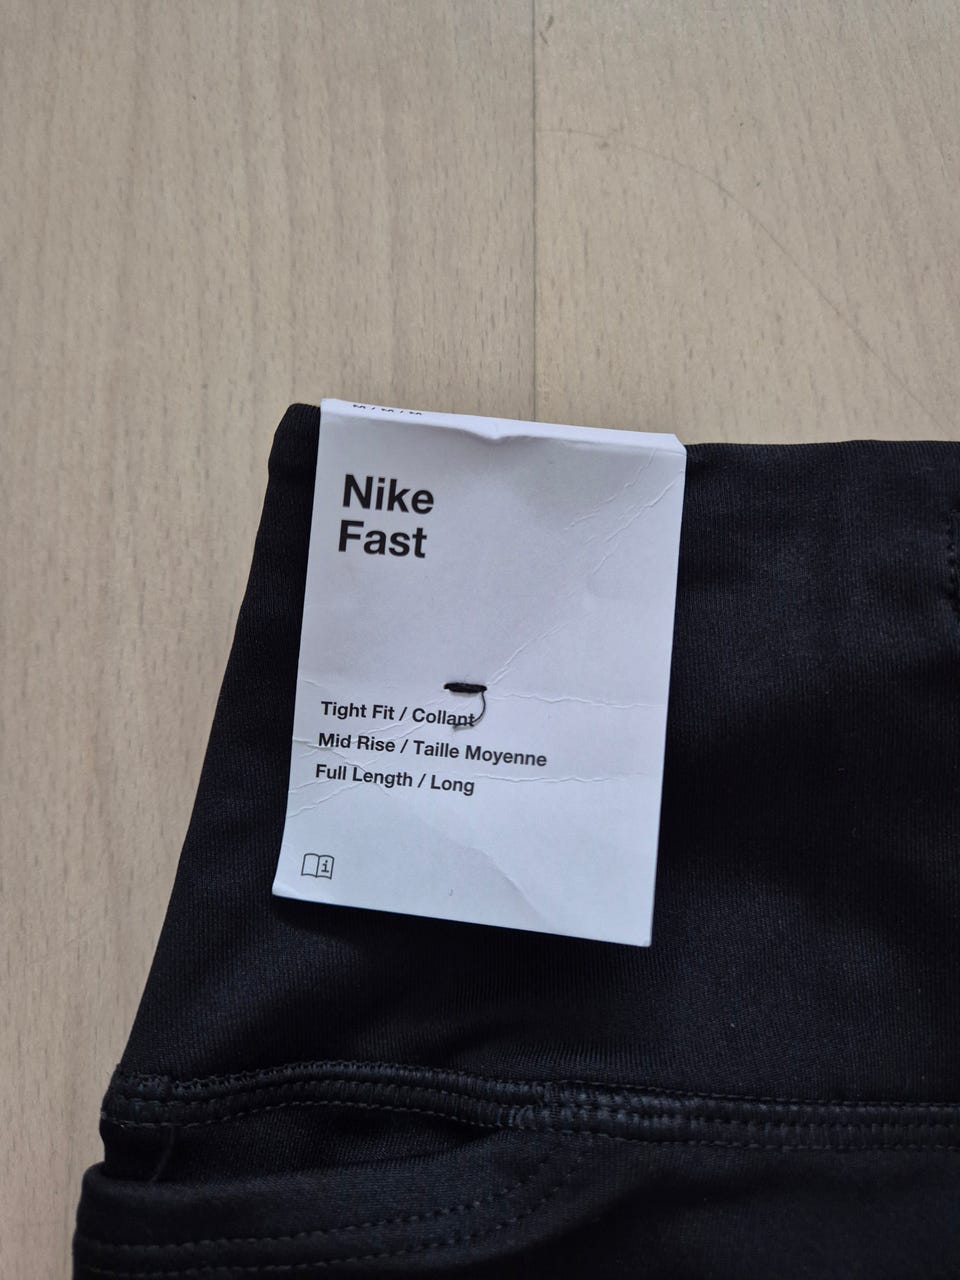 M / M / M
Nike
Fast
Tight Fit / Collant
Mid Rise / Taille Moyenne
Full Length / Long
i